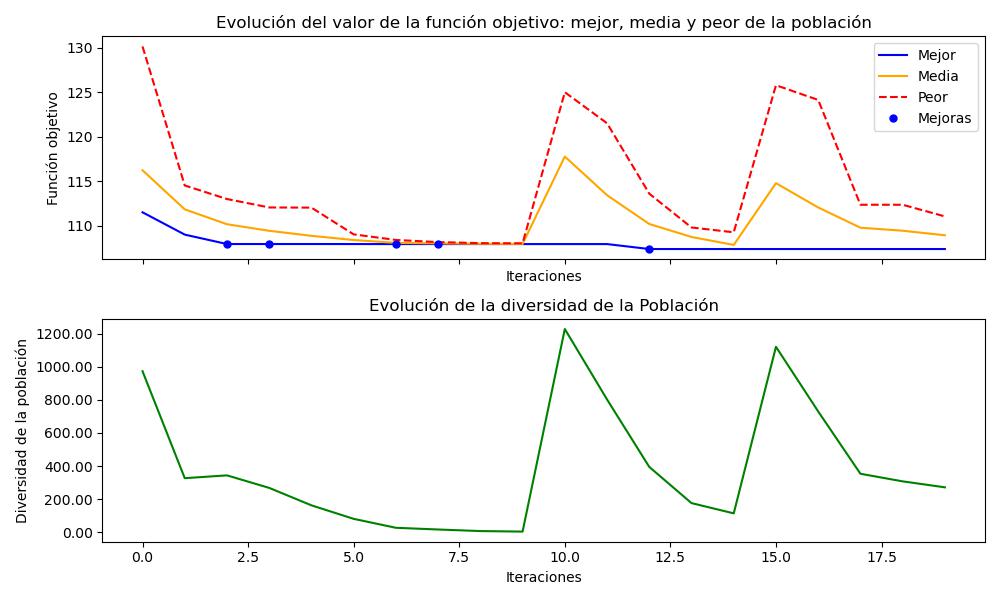 Evolución del valor de la función objetivo: mejor, media y peor de la población
130
125
120
115
110
Función objetivo
Mejor
Media
Peor
Mejoras
Iteraciones
Evolución de la diversidad de la Población
1200.00
1000.00
800.00
600.00
400.00
200.00
0.00
Diversidad de la población
0.0 2.5 5.0 7.5 10.0 12.5 15.0 17.5
Iteraciones